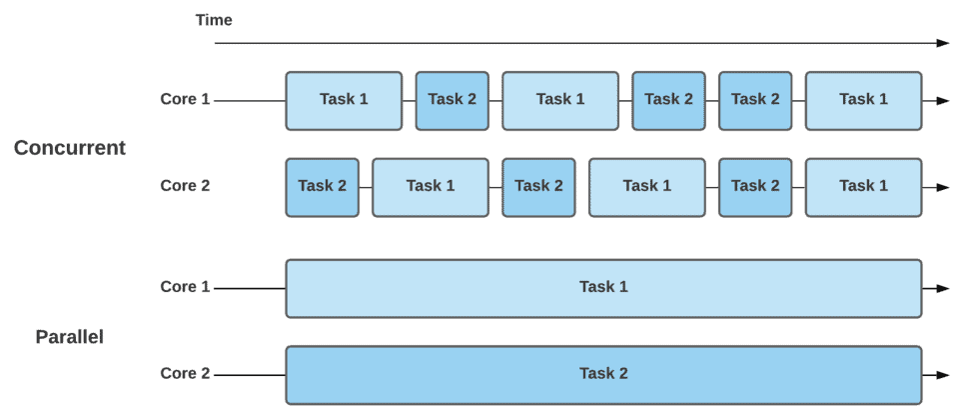 Time
Core 1 Task 1 Task 2 Task 1 Task 2 Task 2 Task 1
Concurrent
Core 2 Task 2 Task 1 Task 2 Task 1 Task 2 Task 1
Core 1 Task 1
Parallel
Core 2 Task 2